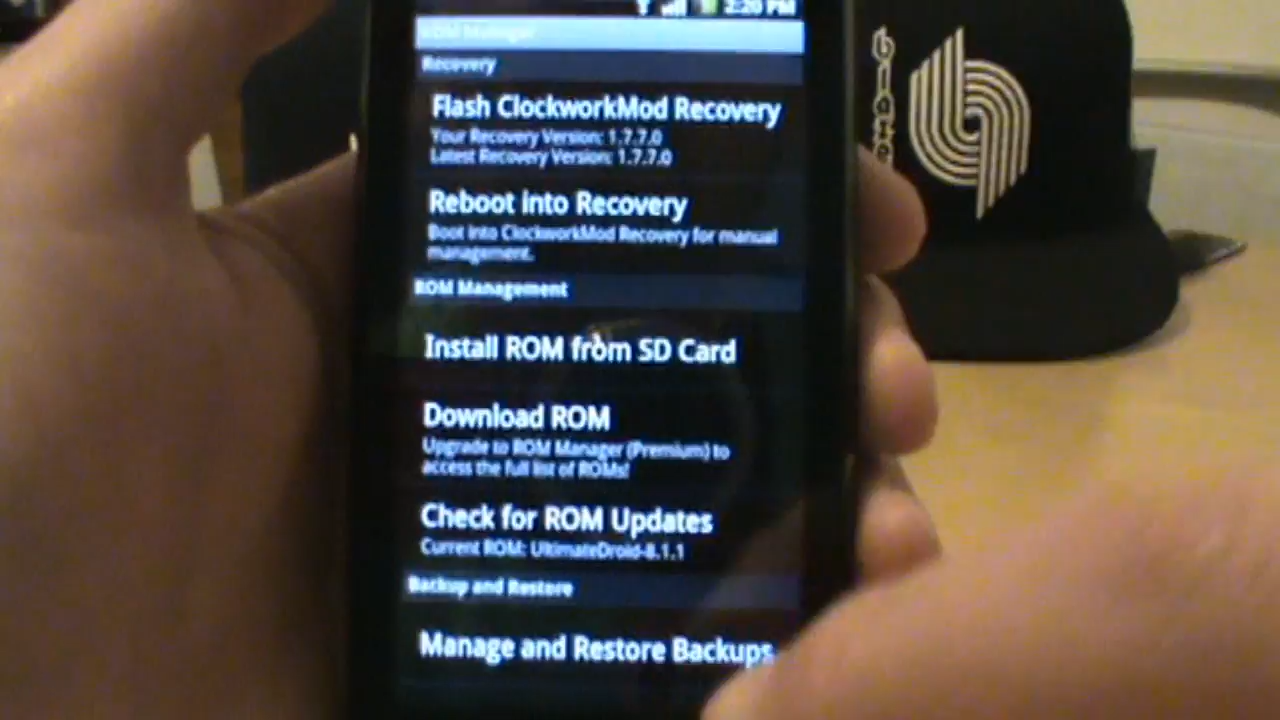 2:20 PM
ROM Manager
Recovery
Flash ClockworkMod Recovery
Your Recovery Version: 1.7.7.0
Latest Recovery Version: 1.7.7.0
Reboot into Recovery
Boot into ClockworkMod Recovery for manual
management.
ROM Management
Install ROM from SD Card
Download ROM
Upgrade to ROM Manager (Premium) to
access the full list of ROMs!
Check for ROM Updates
Current ROM: UltimateDroid-8.1.1
Backup and Restore
Manage and Restore Backups